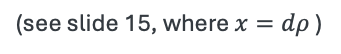 (see slide 15, where 𝑥 = 𝑑𝜌 )